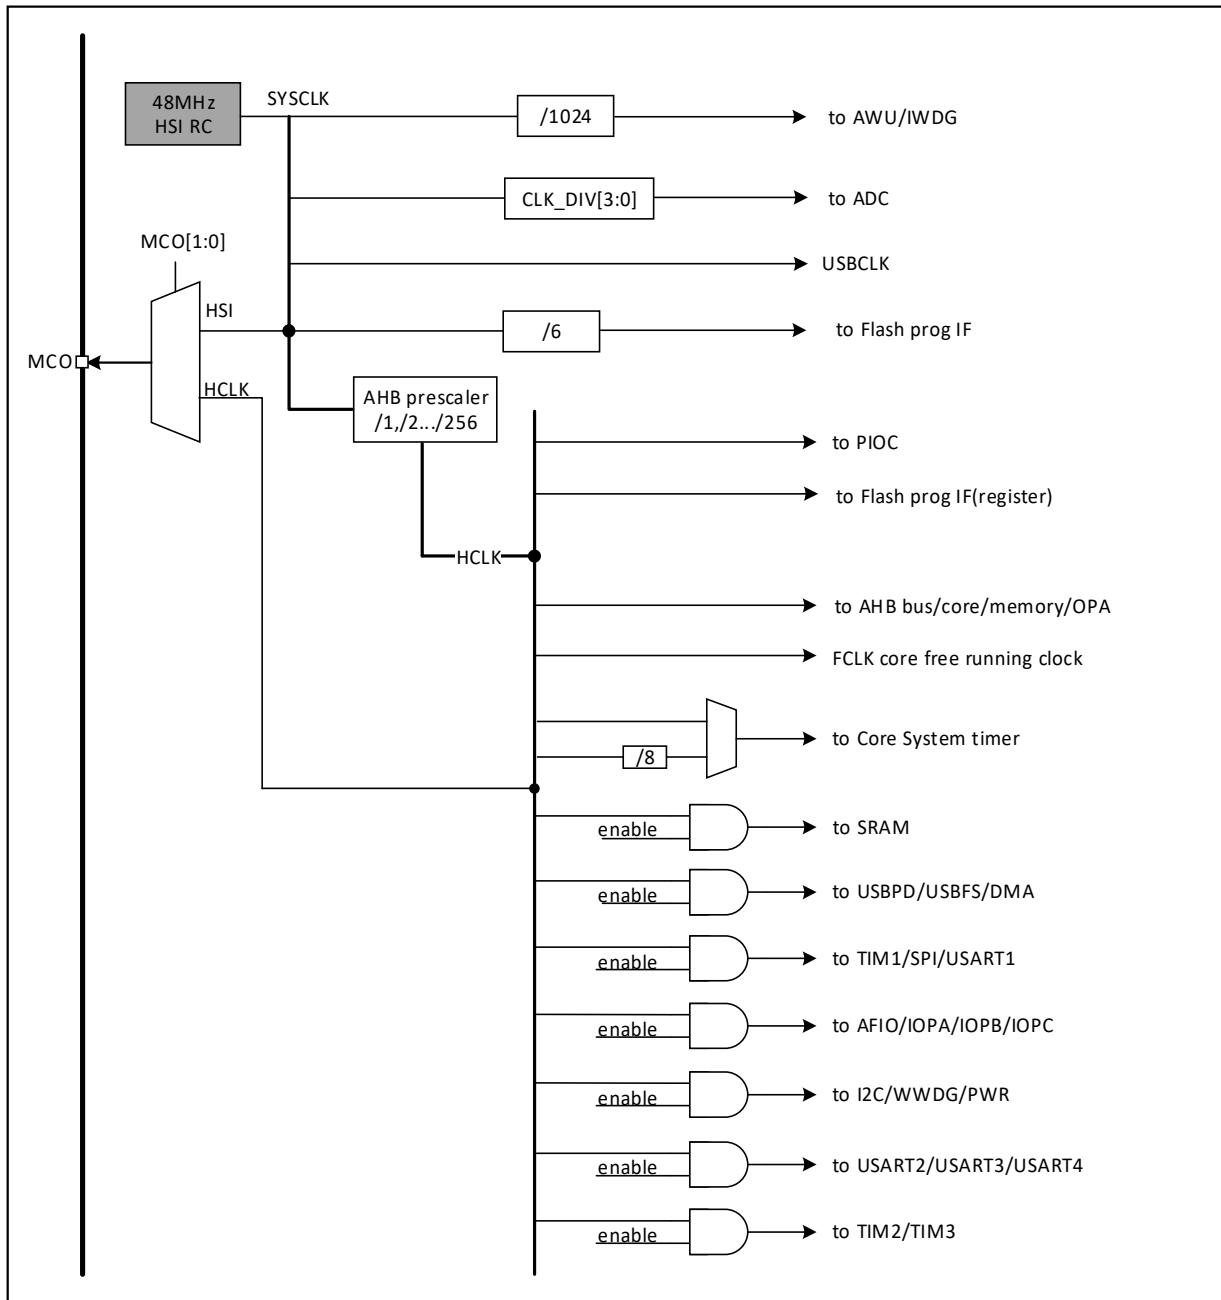 48MHz
HSI RC
SYSCLK
/1024
to AWU/IWDG
CLK_DIV[3:0]
to ADC
MCO[1:0]
USBCLK
HSI
/6
to Flash prog IF
MCO
HCLK
AHB prescaler
/1,/2.../256
to PIOC
to Flash prog IF(register)
HCLK
to AHB bus/core/memory/OPA
FCLK core free running clock
to Core System timer
/8
enable
to SRAM
enable
to USBPD/USBFS/DMA
enable
to TIM1/SPI/USART1
enable
to AFIO/IOPA/IOPB/IOPC
enable
to I2C/WWDG/PWR
enable
to USART2/USART3/USART4
enable
to TIM2/TIM3